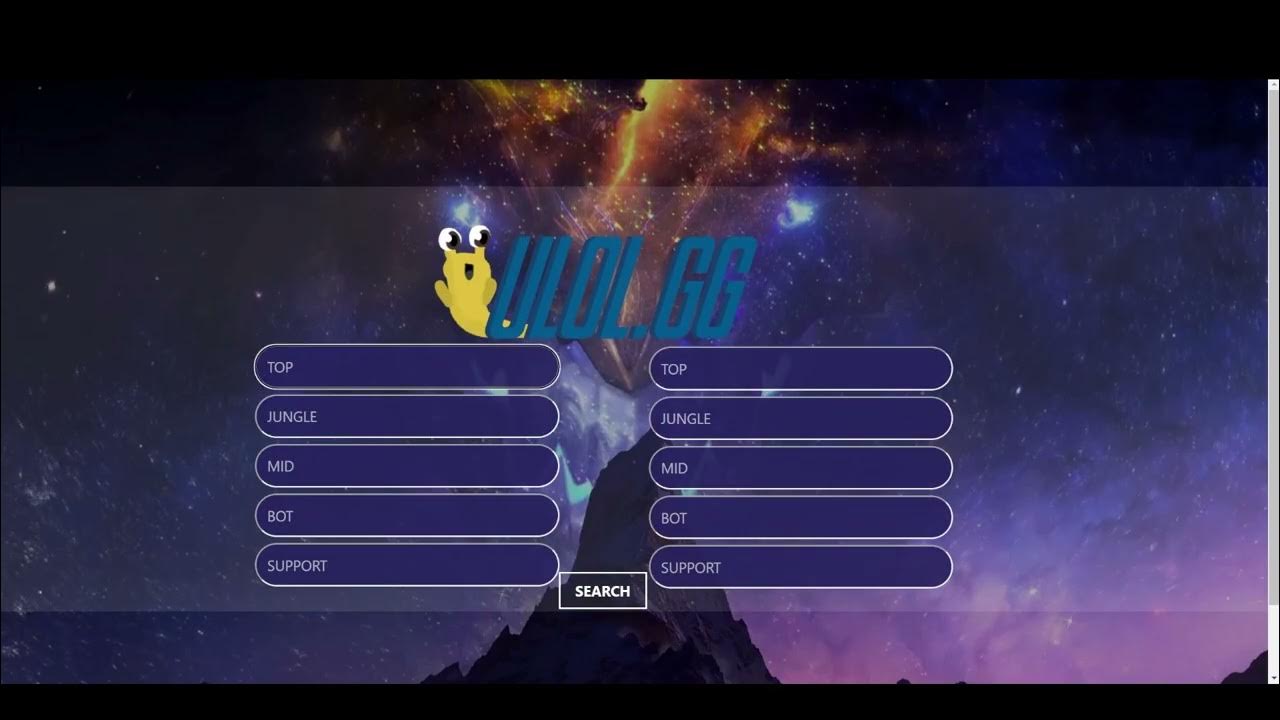 ULOL.GG
TOP
JUNGLE
MID
BOT
SUPPORT
TOP
JUNGLE
MID
BOT
SUPPORT
SEARCH